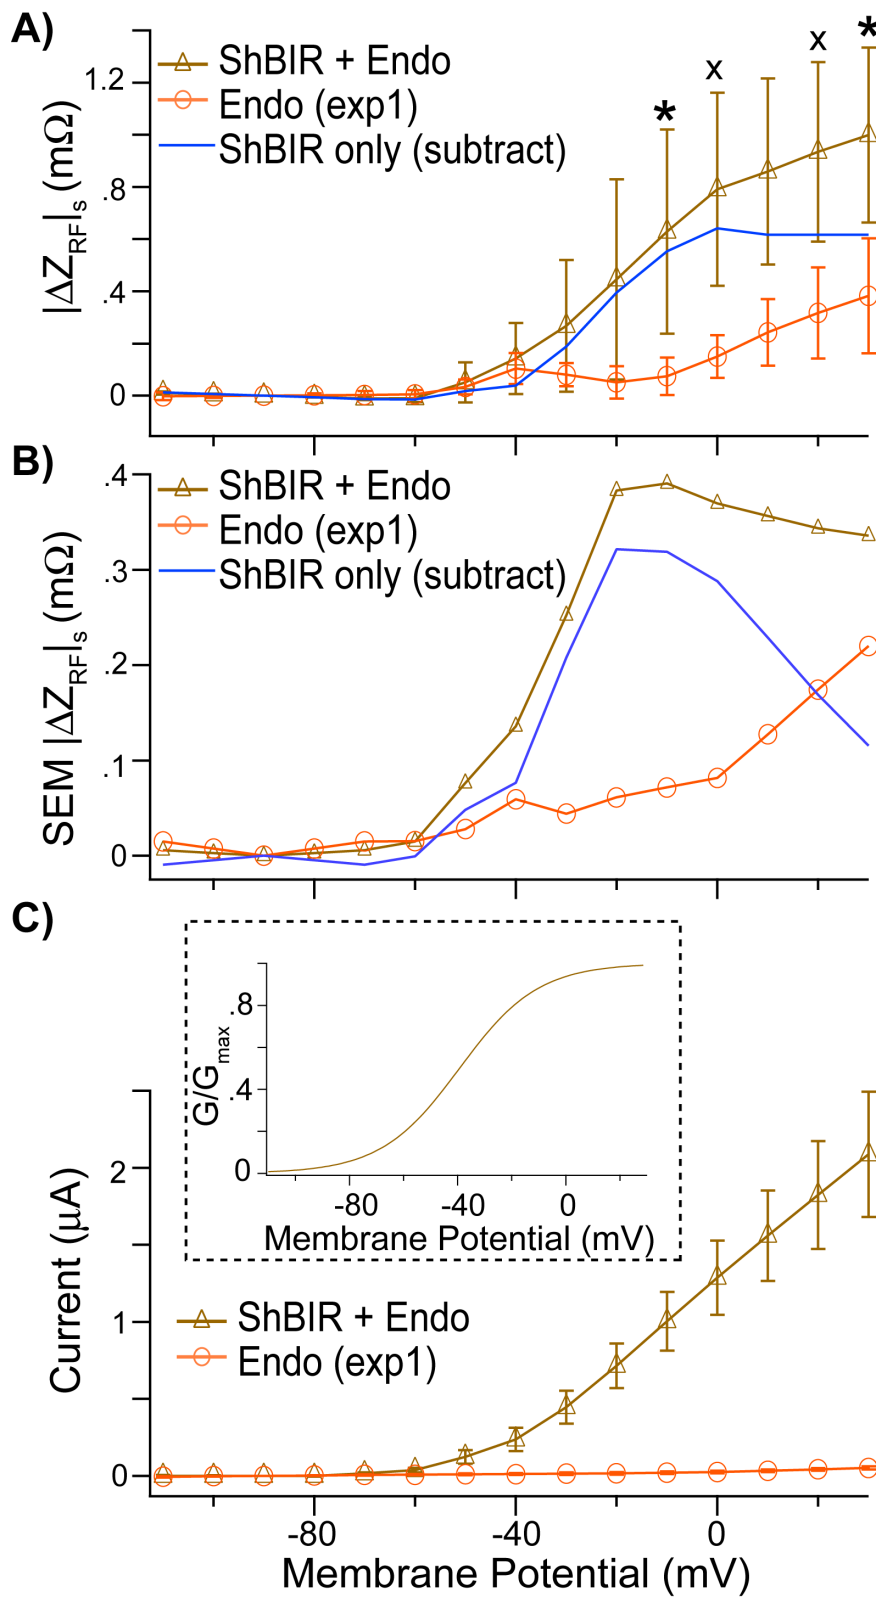 A)
* x x *
ShBIR + Endo
Endo (exp1)
ShBIR only (subtract)
|ΔZRF|s (mΩ)
1.2
.8
.4
0
B)
ShBIR + Endo
Endo (exp1)
ShBIR only (subtract)
SEM |ΔZRF|s (mΩ)
.4
.3
.2
.1
0
C)
G/Gmax
.8
.4
0
-80 -40 0
Membrane Potential (mV)
ShBIR + Endo
Endo (exp1)
Current (μA)
2
1
0
-80 -40 0
Membrane Potential (mV)